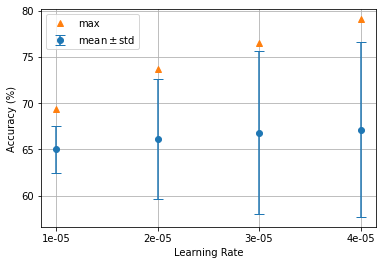 80
75
70
65
60
max
mean ± std
Accuracy (%)
1e-05
2e-05
3e-05
4e-05
Learning Rate